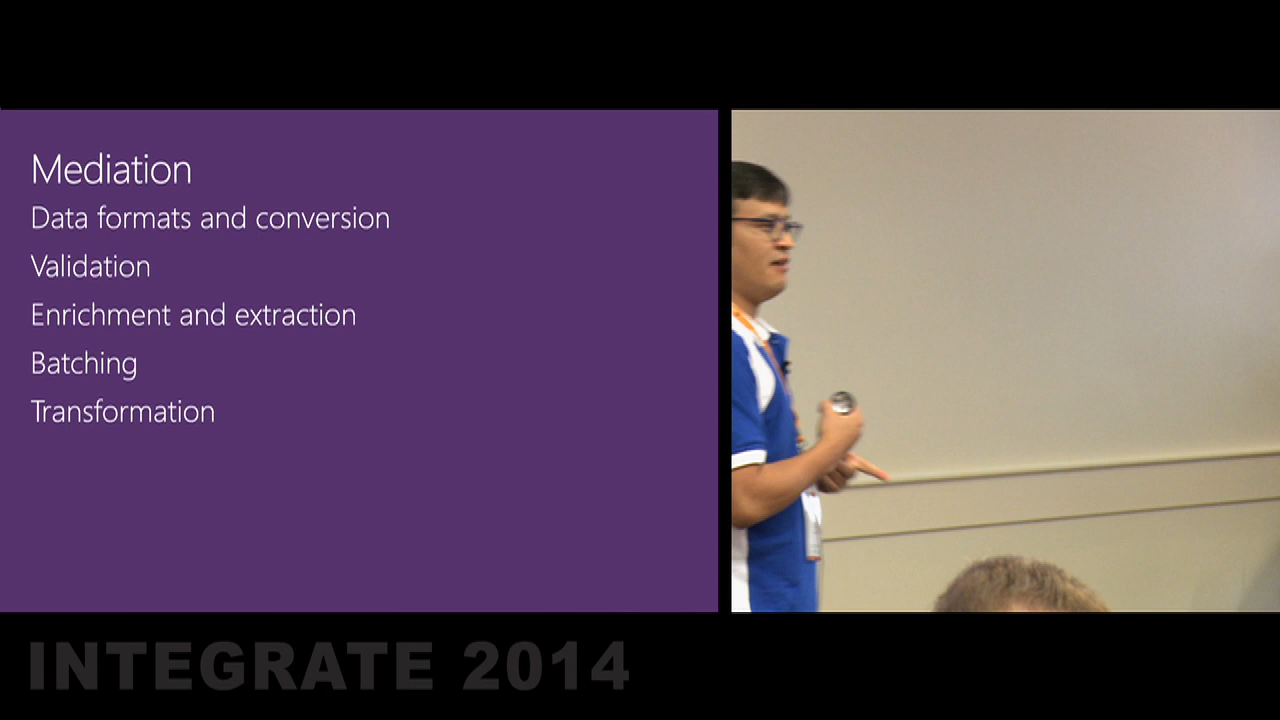 Mediation
Data formats and conversion
Validation
Enrichment and extraction
Batching
Transformation
INTEGRATE 2014